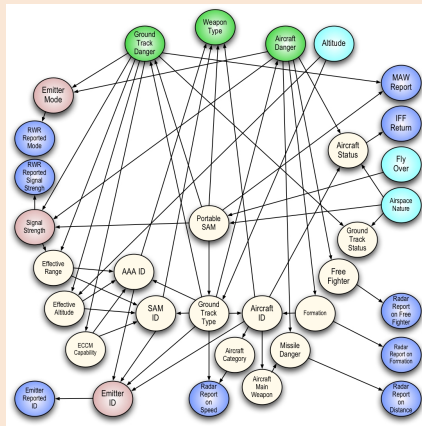 Ground
Track
Danger
Weapon
Type
Aircraft
Danger
Altitude
Emitter
Mode
MAW
Report
RWR
Reported
Mode
IFF
Return
Aircraft
Status
RWR
Reported
Signal
Strengh
Fly
Over
Airspace
Nature
Signal
Strength
Portable
SAM
Ground
Track
Status
Effective
Range
AAA ID
Free
Fighter
Effective
Altitude
SAM
ID
Ground
Track
Type
Aircraft
ID
Formation
Radar
Report
on Free
Fighter
ECCM
Capability
Aircraft
Category
Missile
Danger
Radar
Report on
Formation
Emitter
Reported
ID
Emitter
ID
Radar
Report
on
Speed
Aircraft
Main
Weapon
Radar
Report
on
Distance